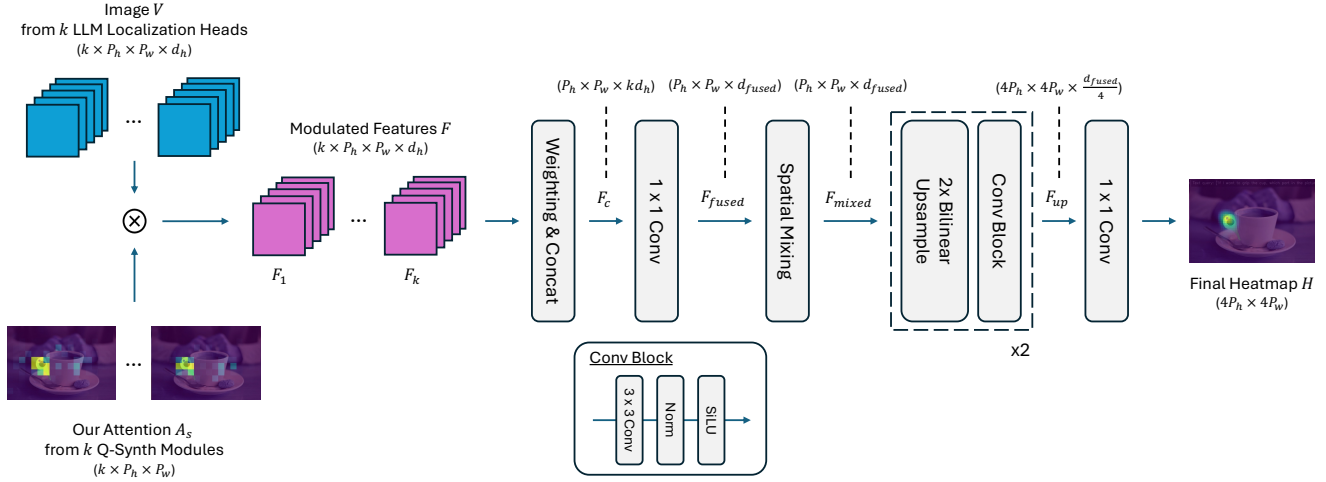 Image V
from k LLM Localization Heads
(k × P_h × P_w × d_h)
...
Modulated Features F
(k × P_h × P_w × d_h)
...
F_1
F_k
...
Our Attention A_s
from k Q-Synth Modules
(k × P_h × P_w)
Weighting & Concat
(P_h × P_w × kd_h)
F_c
1 x 1 Conv
(P_h × P_w × d_fused)
F_fused
Spatial Mixing
(P_h × P_w × d_fused)
F_mixed
2x Bilinear
Upsample
Conv Block
x2
(4P_h × 4P_w × d_fused/4)
F_up
1 x 1 Conv
Final Heatmap H
(4P_h × 4P_w)
Conv Block
3 x 3 Conv
Norm
SiLU